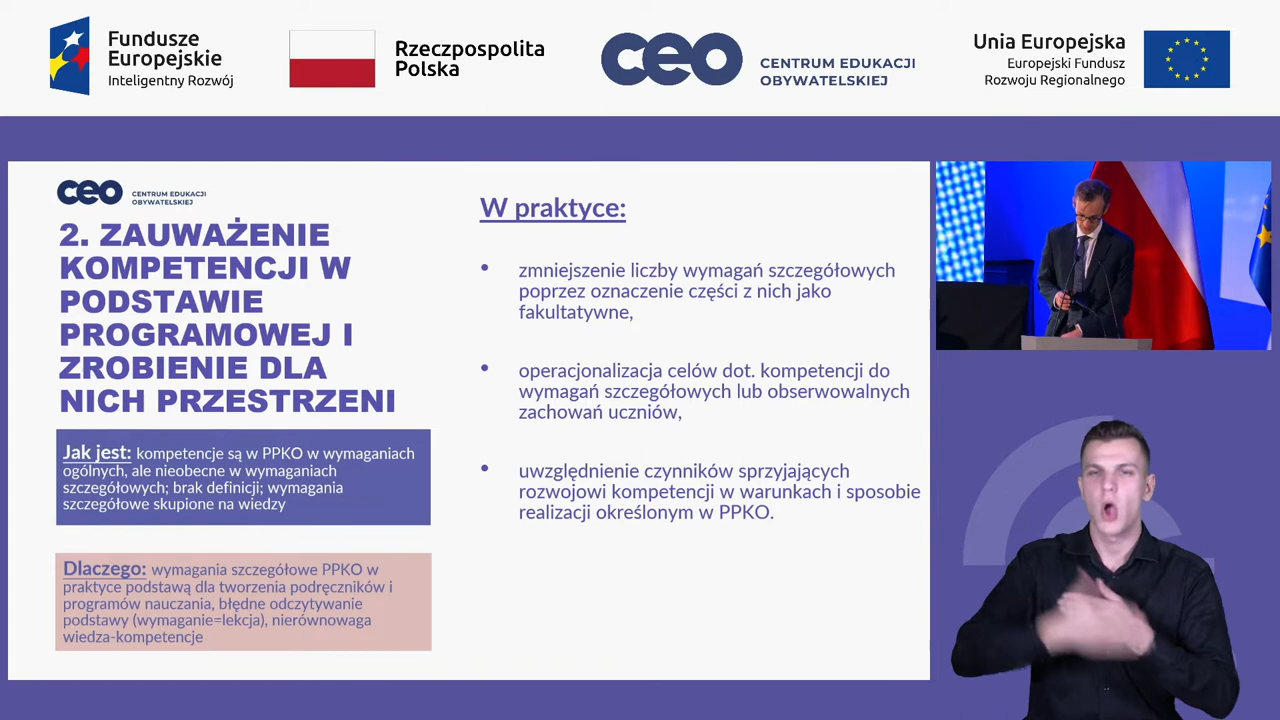 Fundusze
Europejskie
Inteligentny Rozwój
Rzeczpospolita
Polska
ceo
CENTRUM EDUKACJI
OBYWATELSKIEJ
Unia Europejska
Europejski Fundusz
Rozwoju Regionalnego
ceo
CENTRUM EDUKACJI
OBYWATELSKIEJ
2. ZAUWAŻENIE
KOMPETENCJI W
PODSTAWIE
PROGRAMOWEJ I
ZROBIENIE DLA
NICH PRZESTRZENI
Jak jest: kompetencje są w PPKO w wymaganiach
ogólnych, ale nieobecne w wymaganiach
szczegółowych; brak definicji; wymagania
szczegółowe skupione na wiedzy
Dlaczego: wymagania szczegółowe PPKO w
praktyce podstawą dla tworzenia podręczników i
programów nauczania, błędne odczytywanie
podstawy (wymaganie=lekcja), nierównowaga
wiedza-kompetencje
W praktyce:
• zmniejszenie liczby wymagań szczegółowych
poprzez oznaczenie części z nich jako
fakultatywne,
• operacjonalizacja celów dot. kompetencji do
wymagań szczegółowych lub obserwowalnych
zachowań uczniów,
• uwzględnienie czynników sprzyjających
rozwojowi kompetencji w warunkach i sposobie
realizacji określonym w PPKO.